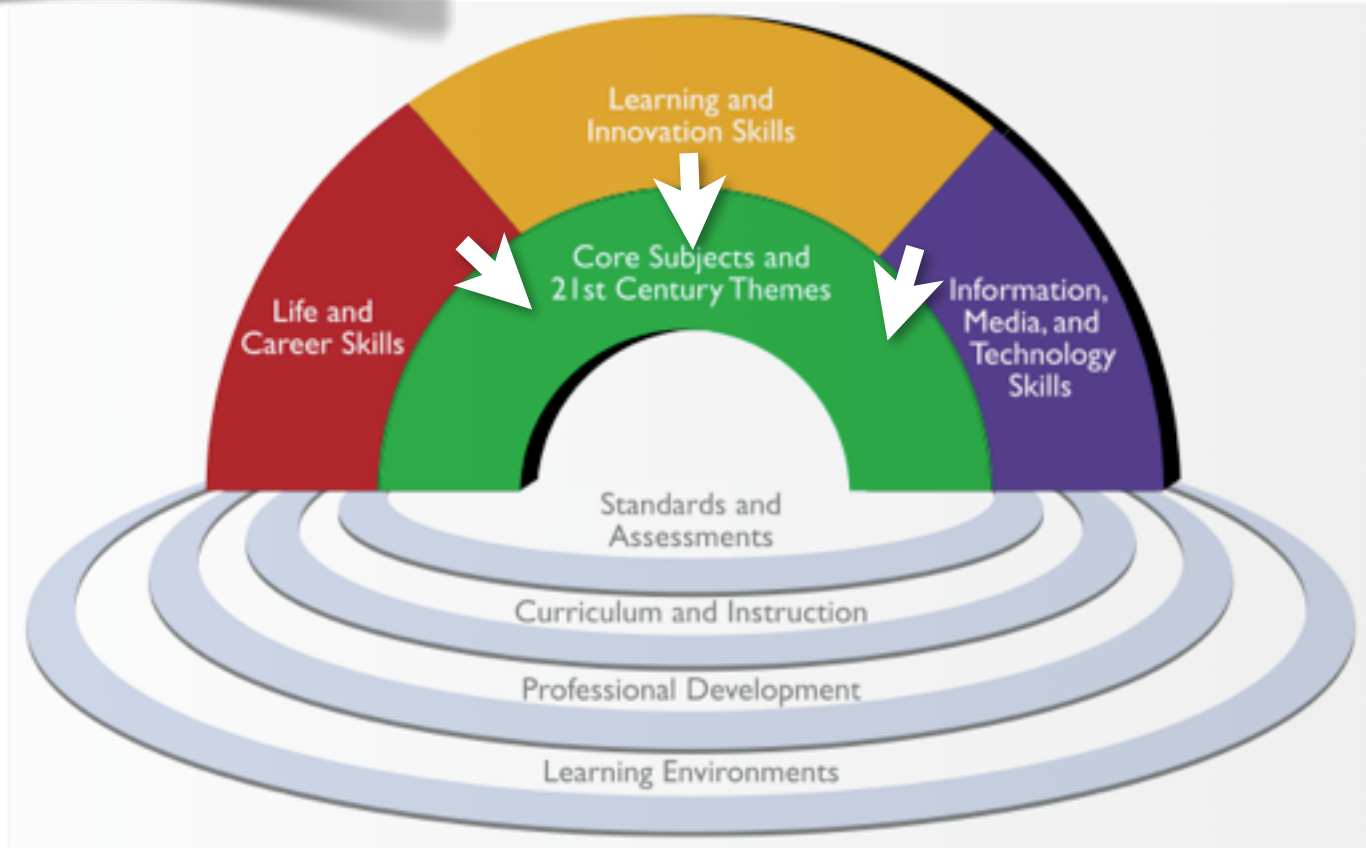 Learning and
Innovation Skills
Core Subjects and
21st Century Themes
Life and
Career Skills
Information,
Media, and
Technology
Skills
Standards and
Assessments
Curriculum and Instruction
Professional Development
Learning Environments